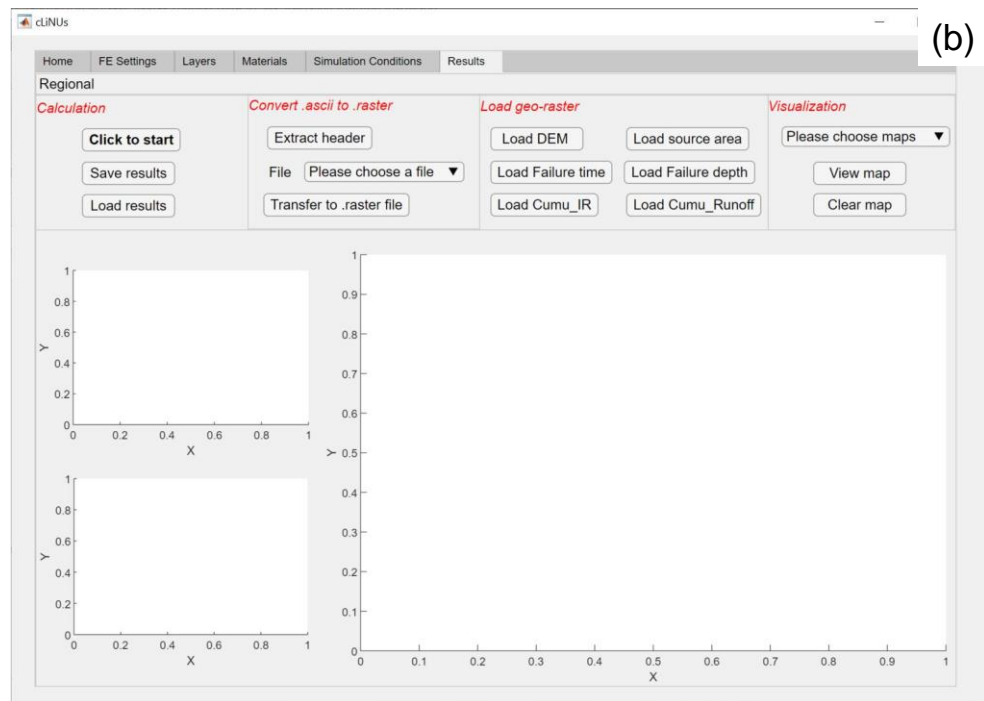 cLiNUs
(b)
Home FE Settings Layers Materials Simulation Conditions Results
Regional
Calculation
Click to start
Save results
Load results
Convert .ascii to .raster
Extract header
File Please choose a file
Transfer to .raster file
Load geo-raster
Load DEM Load source area
Load Failure time Load Failure depth
Load Cumu_IR Load Cumu_Runoff
Visualization
Please choose maps
View map
Clear map
1
0.8
0.6
Y
0.4
0.2
0
0 0.2 0.4 0.6 0.8 1
X
1
0.8
0.6
Y
0.4
0.2
0
0 0.2 0.4 0.6 0.8 1
X
1
0.9
0.8
0.7
0.6
Y 0.5
0.4
0.3
0.2
0.1
0
0 0.1 0.2 0.3 0.4 0.5 0.6 0.7 0.8 0.9 1
X